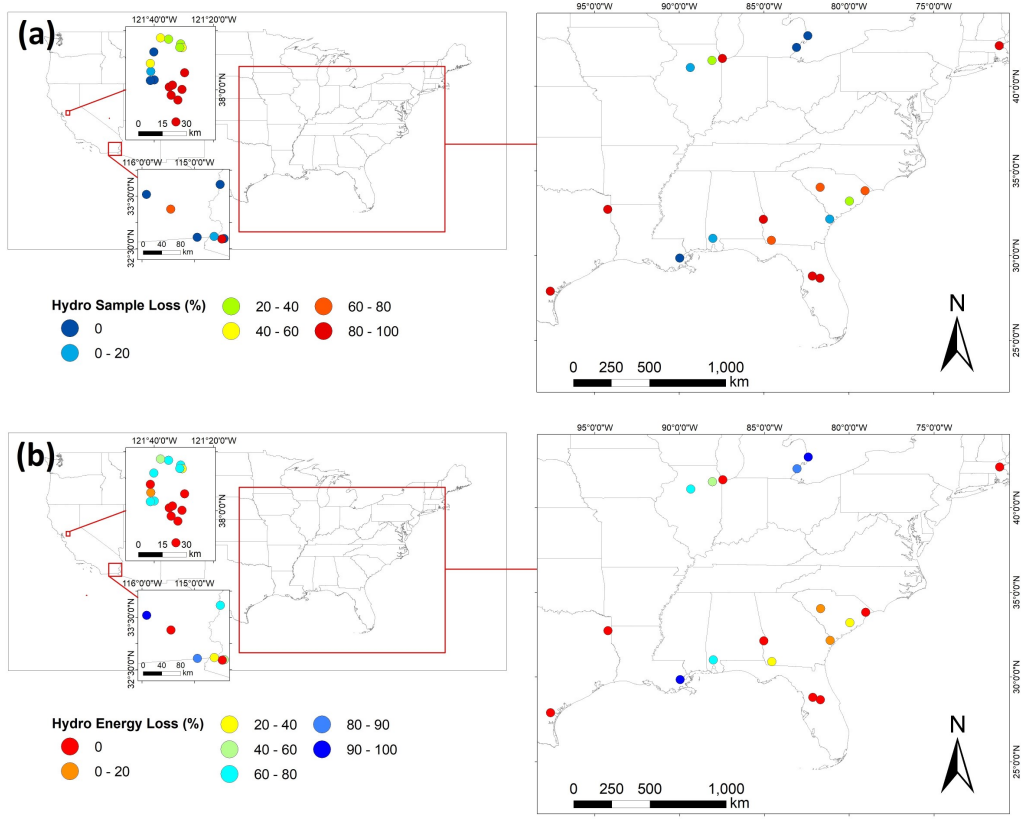 (a)
121°40'0"W 121°20'0"W
38°0'0"N
0 15 30
km
116°0'0"W 115°0'0"W
33°30'0"N
32°30'0"N
0 40 80
km
Hydro Sample Loss (%)
0
0 - 20
20 - 40
40 - 60
60 - 80
80 - 100
95°0'0"W 90°0'0"W 85°0'0"W 80°0'0"W 75°0'0"W
40°0'0"N
35°0'0"N
30°0'0"N
25°0'0"N
N
0 250 500 1,000
km
(b)
121°40'0"W 121°20'0"W
38°0'0"N
0 15 30
km
116°0'0"W 115°0'0"W
33°30'0"N
32°30'0"N
0 40 80
km
Hydro Energy Loss (%)
0
0 - 20
20 - 40
40 - 60
60 - 80
80 - 90
90 - 100
95°0'0"W 90°0'0"W 85°0'0"W 80°0'0"W 75°0'0"W
40°0'0"N
35°0'0"N
30°0'0"N
25°0'0"N
N
0 250 500 1,000
km